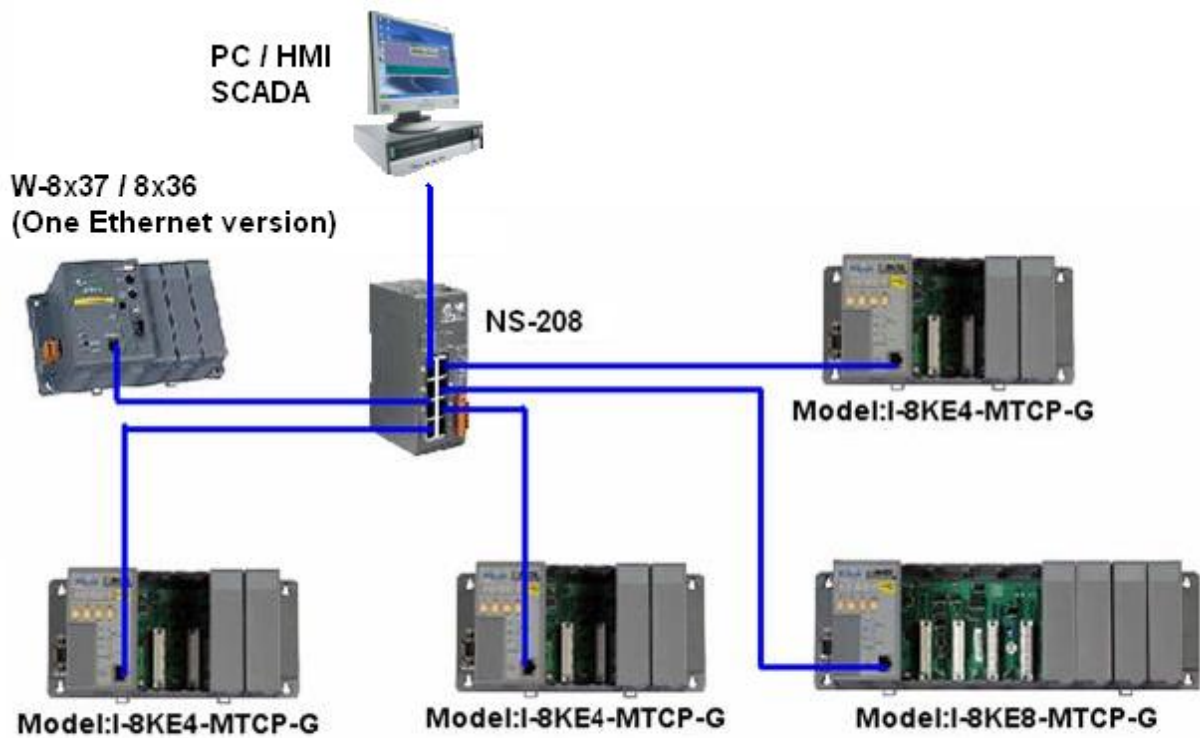 PC / HMI
SCADA
W-8x37 / 8x36
(One Ethernet version)
NS-208
Model:I-8KE4-MTCP-G
Model:I-8KE4-MTCP-G
Model:I-8KE4-MTCP-G
Model:I-8KE8-MTCP-G